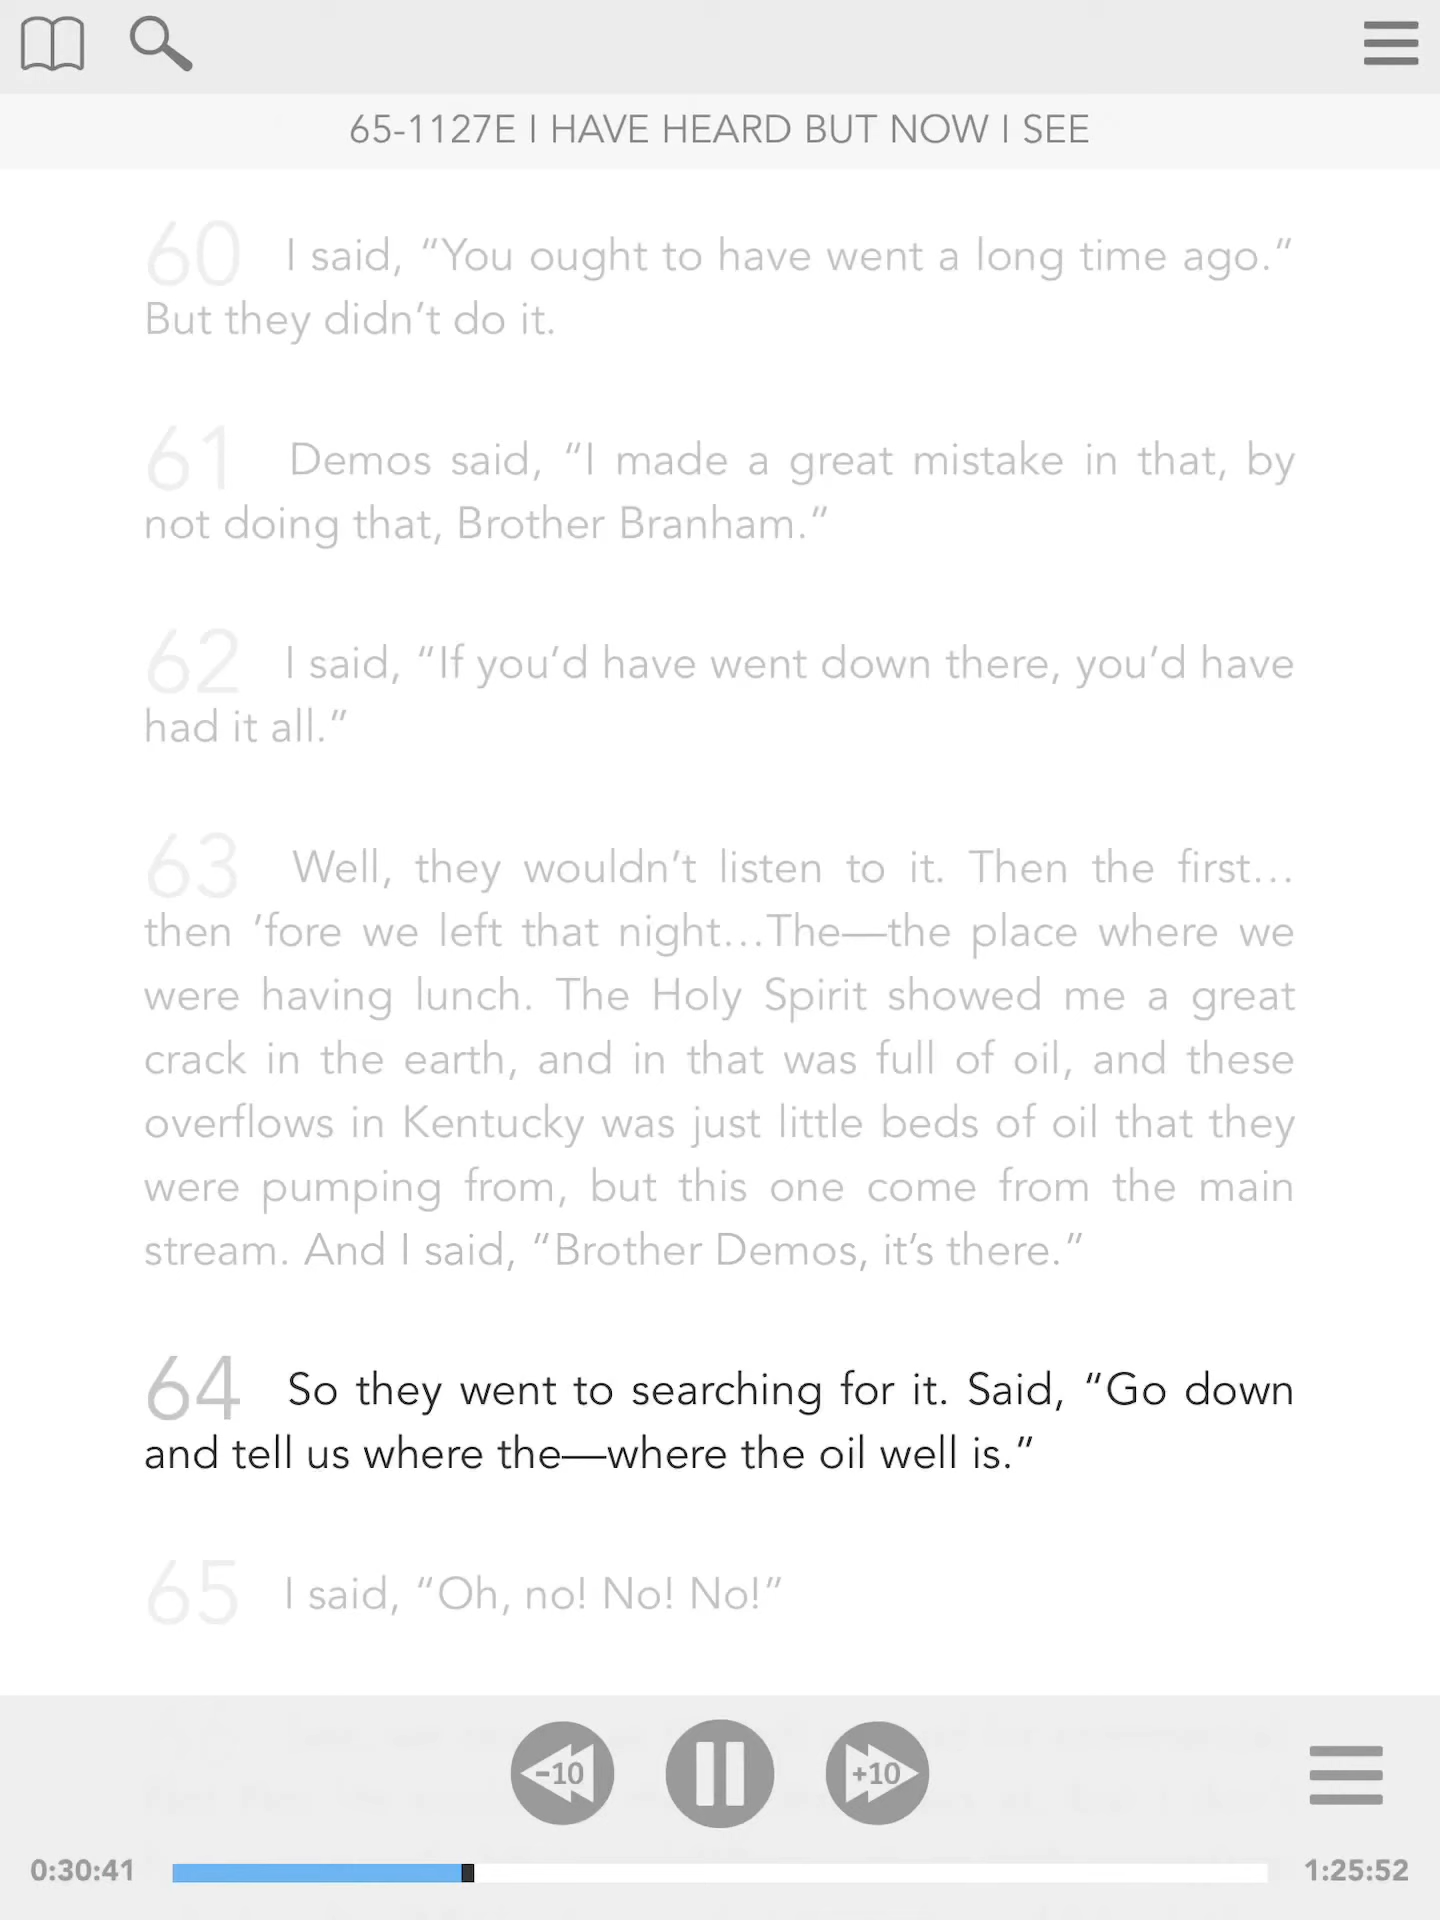 65-1127E I HAVE HEARD BUT NOW I SEE
60 I said, “You ought to have went a long time ago.”
But they didn’t do it.
61 Demos said, “I made a great mistake in that, by
not doing that, Brother Branham.”
62 I said, “If you’d have went down there, you’d have
had it all.”
63 Well, they wouldn’t listen to it. Then the first…
then ’fore we left that night…The—the place where we
were having lunch. The Holy Spirit showed me a great
crack in the earth, and in that was full of oil, and these
overflows in Kentucky was just little beds of oil that they
were pumping from, but this one come from the main
stream. And I said, “Brother Demos, it’s there.”
64 So they went to searching for it. Said, “Go down
and tell us where the—where the oil well is.”
65 I said, “Oh, no! No! No!”
-10 +10
0:30:41 1:25:52